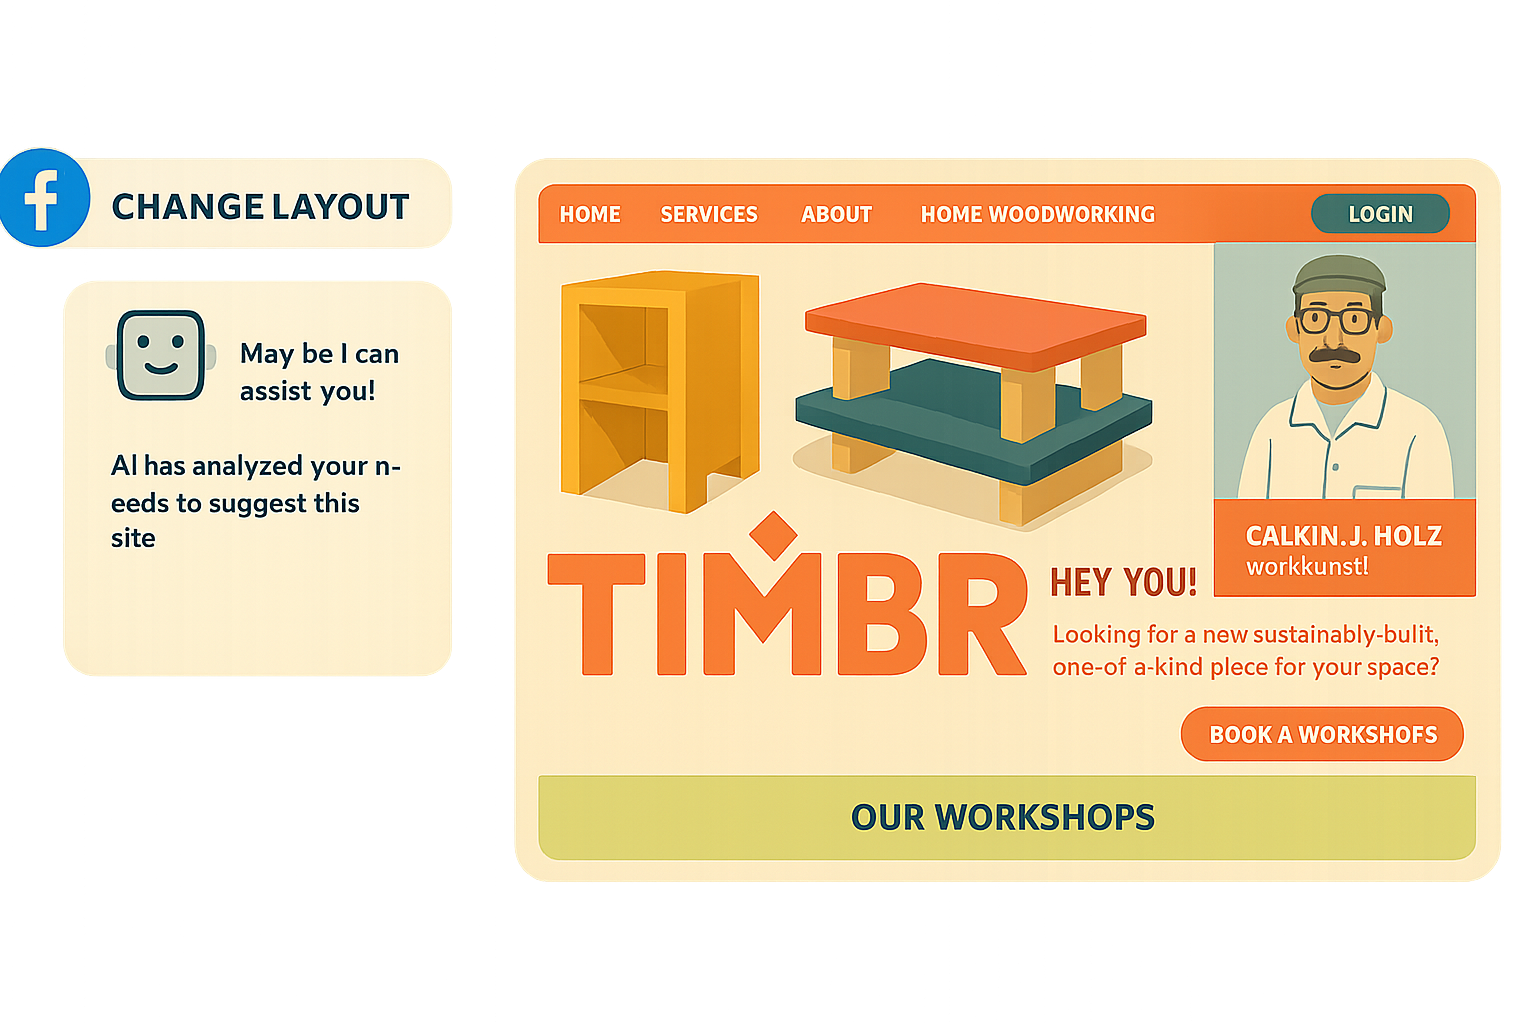 CHANGE LAYOUT
May be I can
assist you!
AI has analyzed your n-
eeds to suggest this
site
HOME SERVICES ABOUT HOME WOODWORKING LOGIN
CALKIN.J. HOLZ
workkunst!
TIMBR
HEY YOU!
Looking for a new sustainably-bulit,
one-of a-kind plece for your space?
BOOK A WORKSHOFS
OUR WORKSHOPS